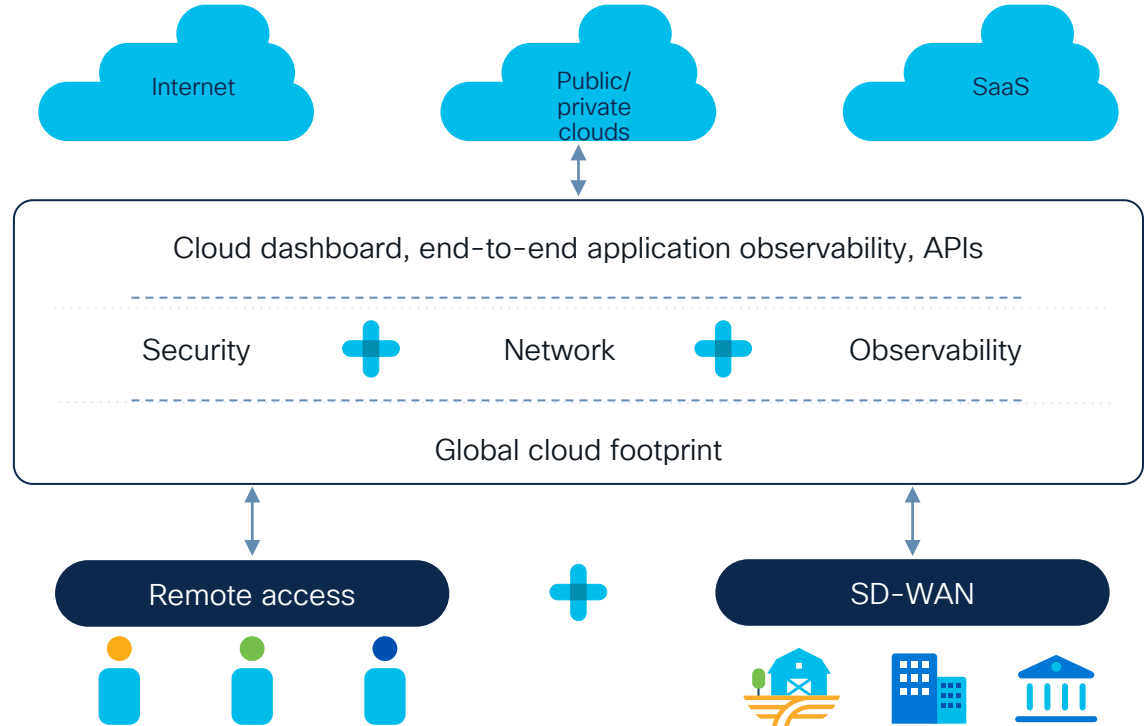 Internet
Public/
private
clouds
SaaS
Cloud dashboard, end-to-end application observability, APIs
Security
Network
Observability
Global cloud footprint
Remote access
SD-WAN